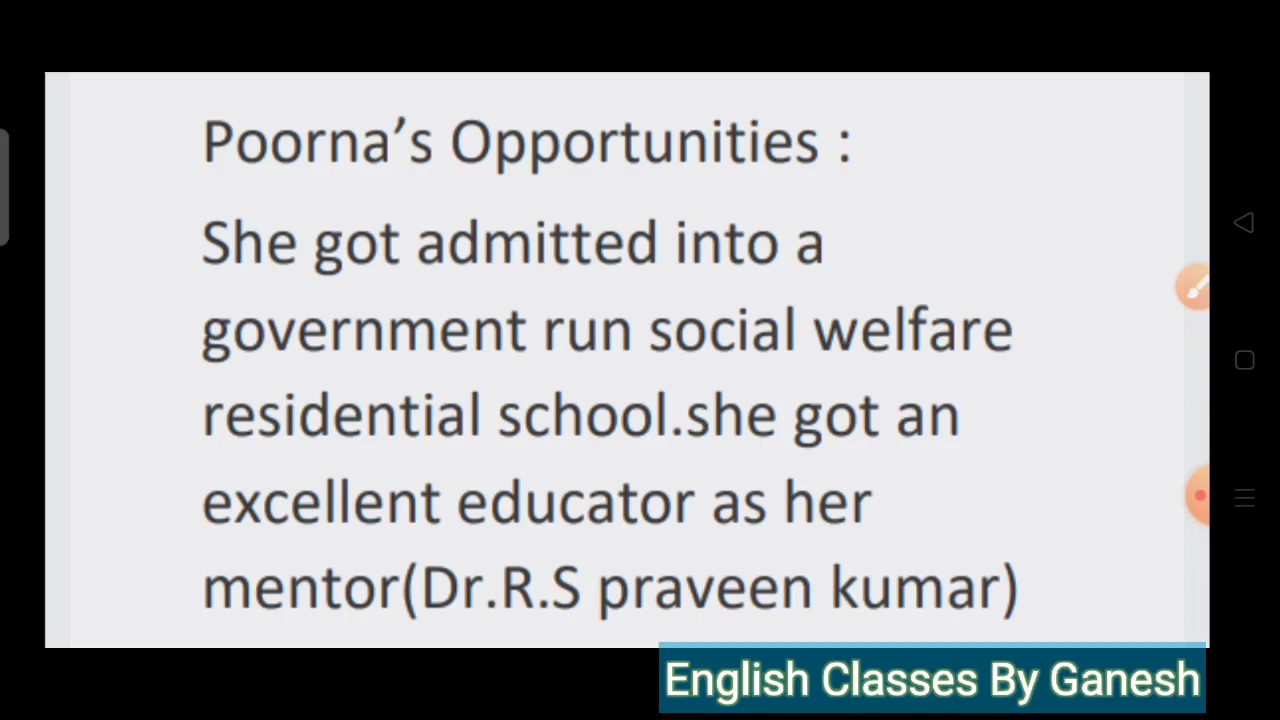 Poorna’s Opportunities :
She got admitted into a
government run social welfare
residential school.she got an
excellent educator as her
mentor(Dr.R.S praveen kumar)
English Classes By Ganesh